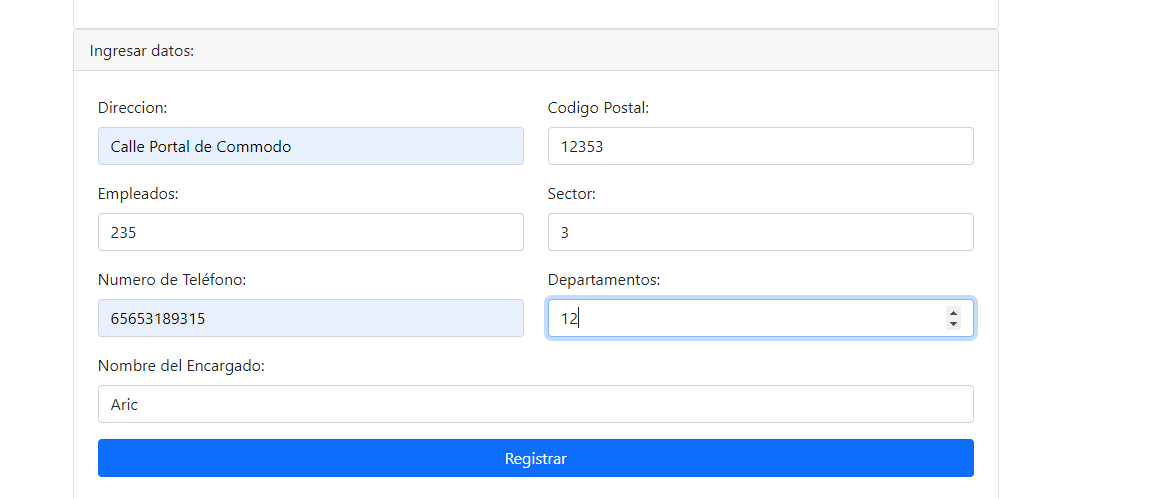 Ingresar datos:
Direccion: Codigo Postal:
Calle Portal de Commodo 12353
Empleados: Sector:
235 3
Numero de Teléfono: Departamentos:
65653189315 12
Nombre del Encargado:
Aric
Registrar